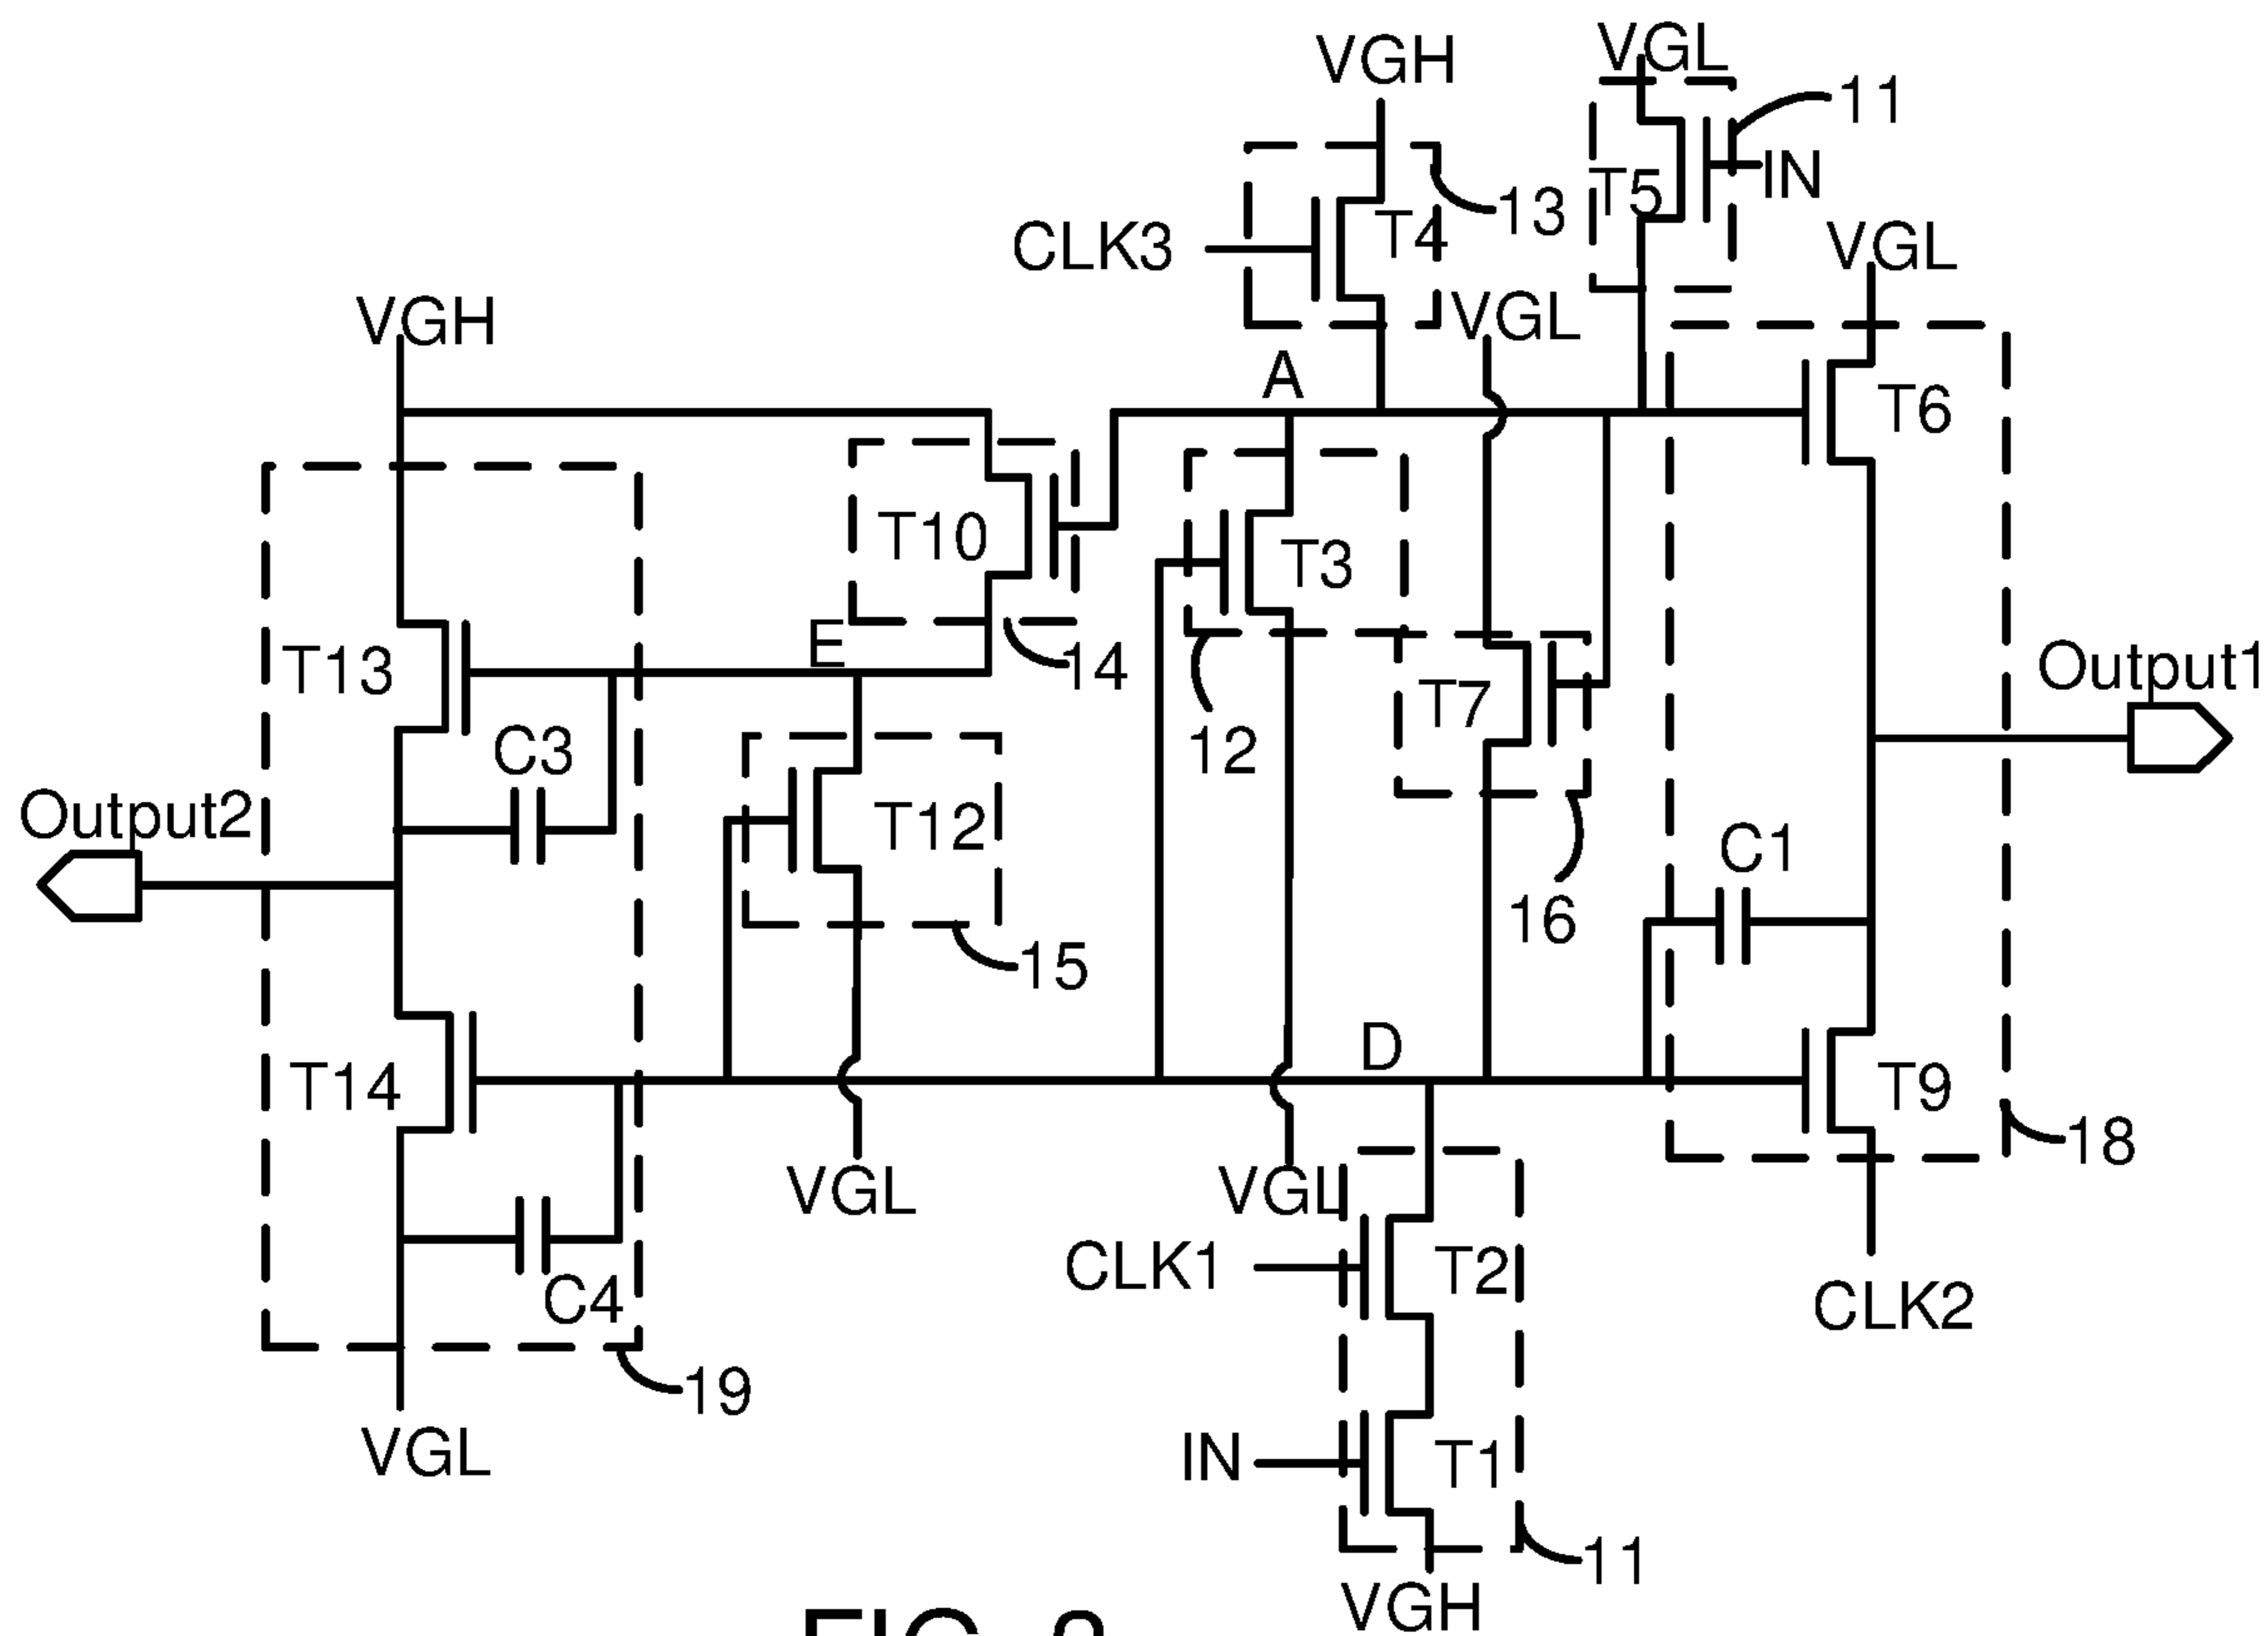 VGH
VGL
11
IN
T5
13
T4
CLK3
VGL
VGH
VGL
A
T6
T10
T3
E
14
T13
T7
Output1
12
C3
Output2
T12
C1
16
15
D
T14
T9
18
VGL
VGL
CLK1
T2
C4
CLK2
19
VGL
IN
T1
11
VGH